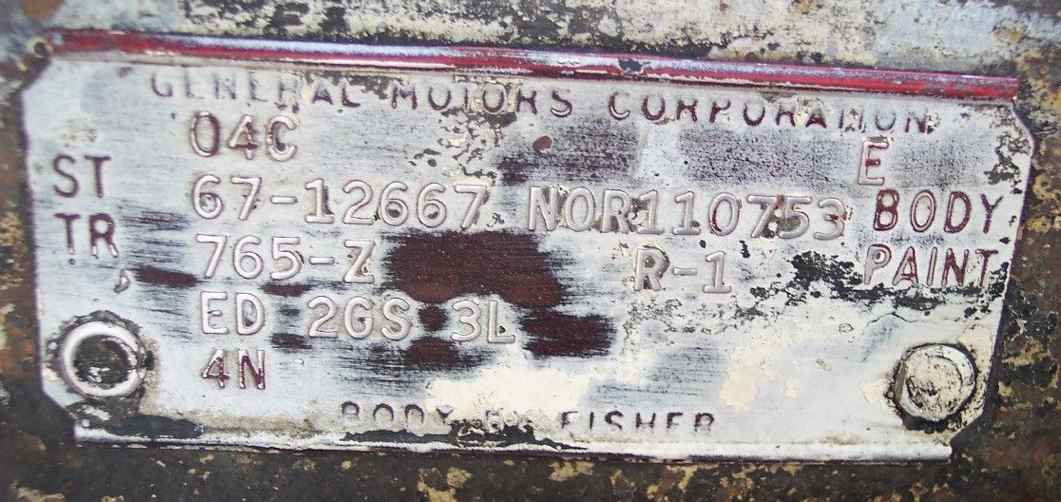 GENERAL MOTORS CORPORATION
04C E
ST 67-12667 NOR110753 BODY
TR 765-Z R-1 PAINT
ED 2GS 3L
4N
BODY BY FISHER